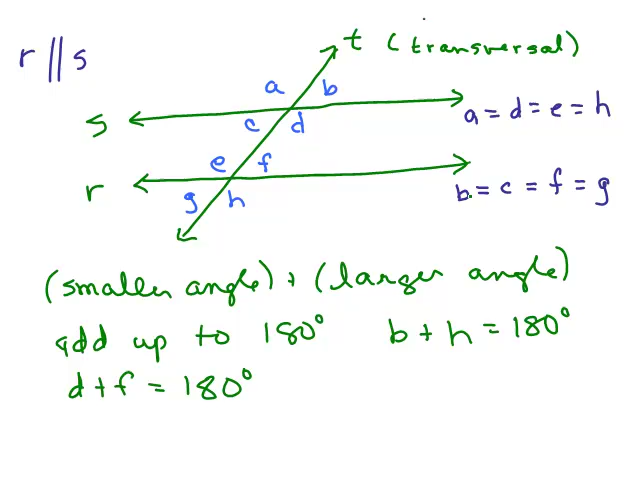 r || s
t (transversal)
a b
s
c d
a = d = e = h
e f
r
g h
b = c = f = g
(smaller angle) + (larger angle)
add up to 180° b + h = 180°
d + f = 180°